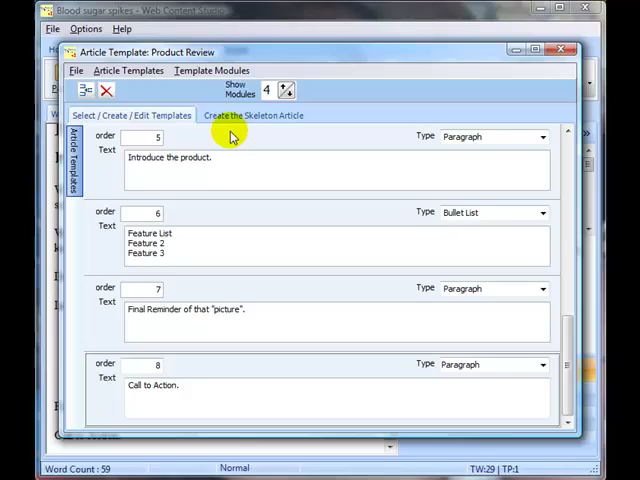 Blood sugar spikes - Web Content Studio
File Options Help
Article Template: Product Review
File Article Templates Template Modules
Show
Modules 4
Select / Create / Edit Templates Create the Skeleton Article
Article Templates
order 5 Type Paragraph
Text Introduce the product.
order 6 Type Bullet List
Text Feature List
Feature 2
Feature 3
order 7 Type Paragraph
Text Final Reminder of that "picture".
order 8 Type Paragraph
Text Call to Action.
Word Count : 59 Normal TW:29 | TP:1